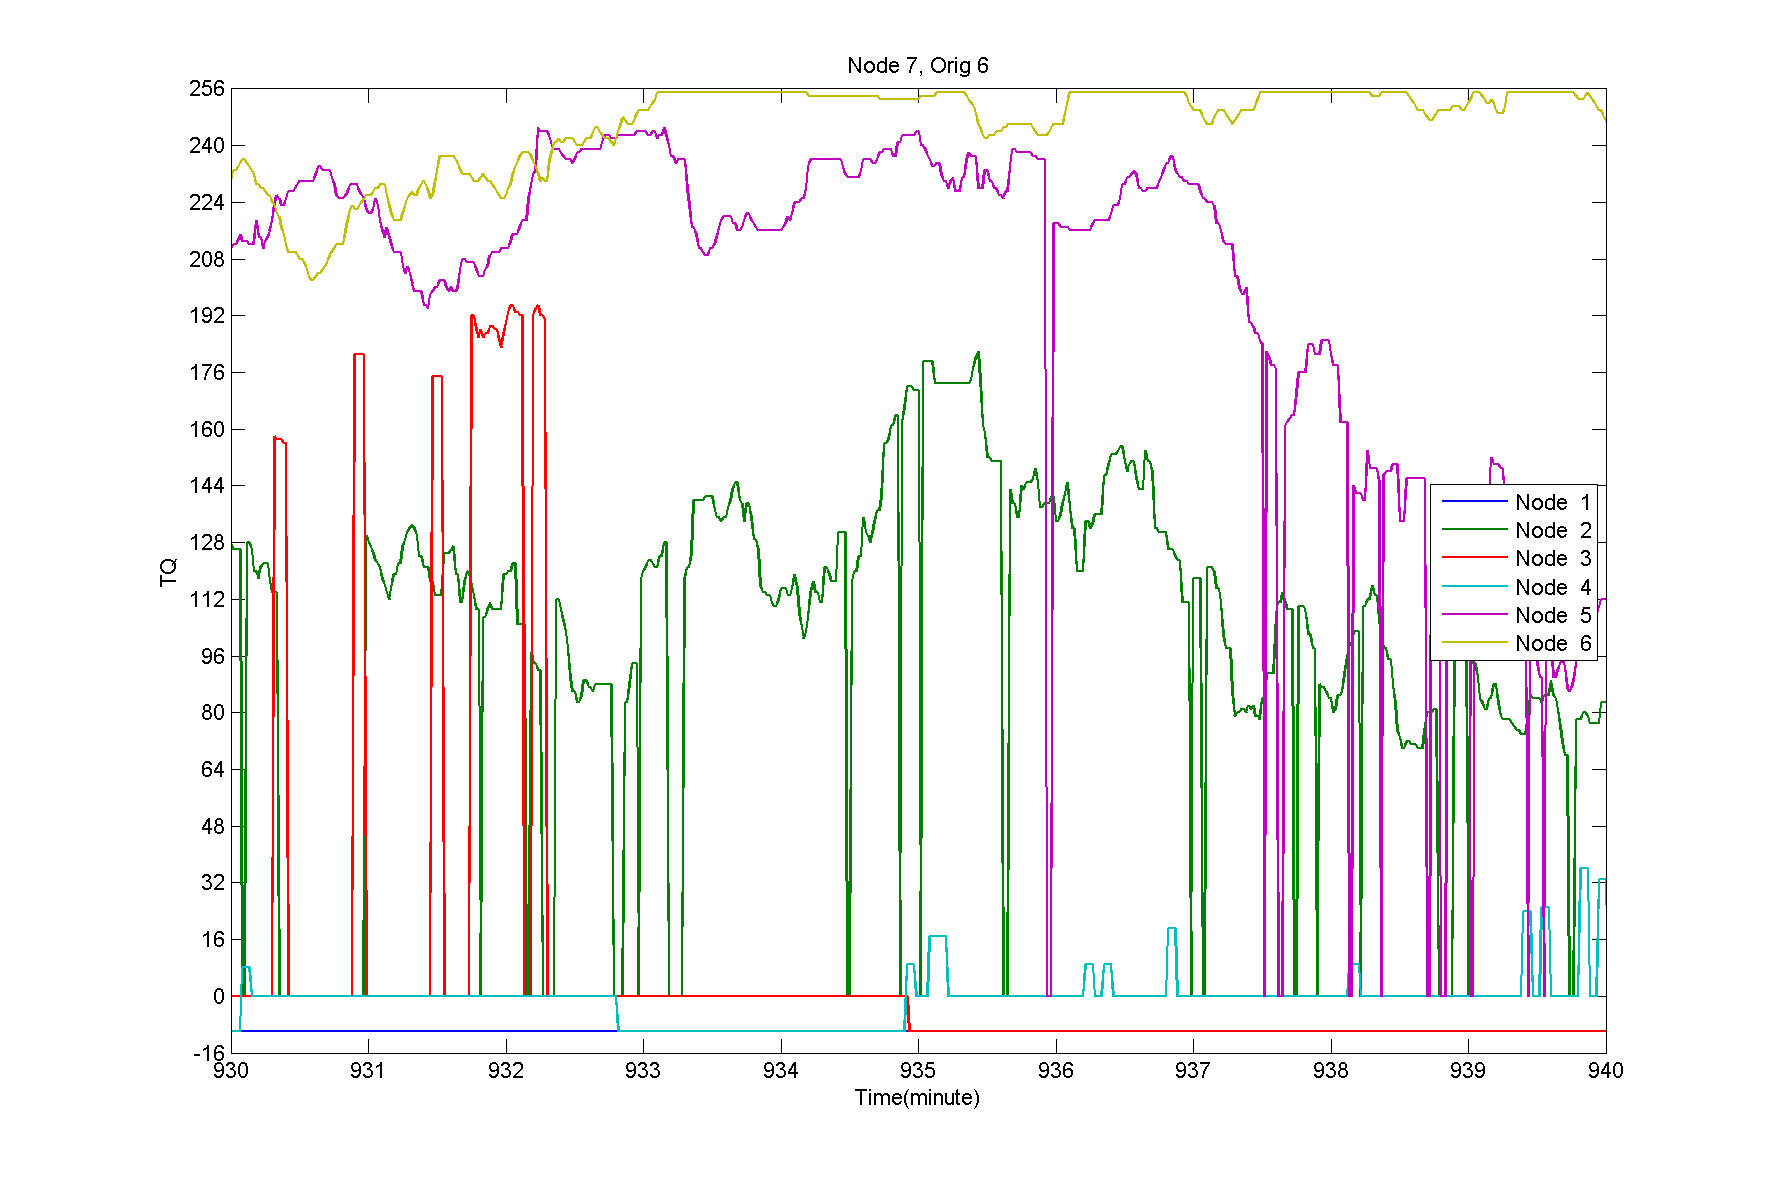 Node 7, Orig 6
256
240
224
208
192
176
160
144
128
112
96
80
64
48
32
16
0
-16
TQ
930 931 932 933 934 935 936 937 938 939 940
Time(minute)
Node 1
Node 2
Node 3
Node 4
Node 5
Node 6